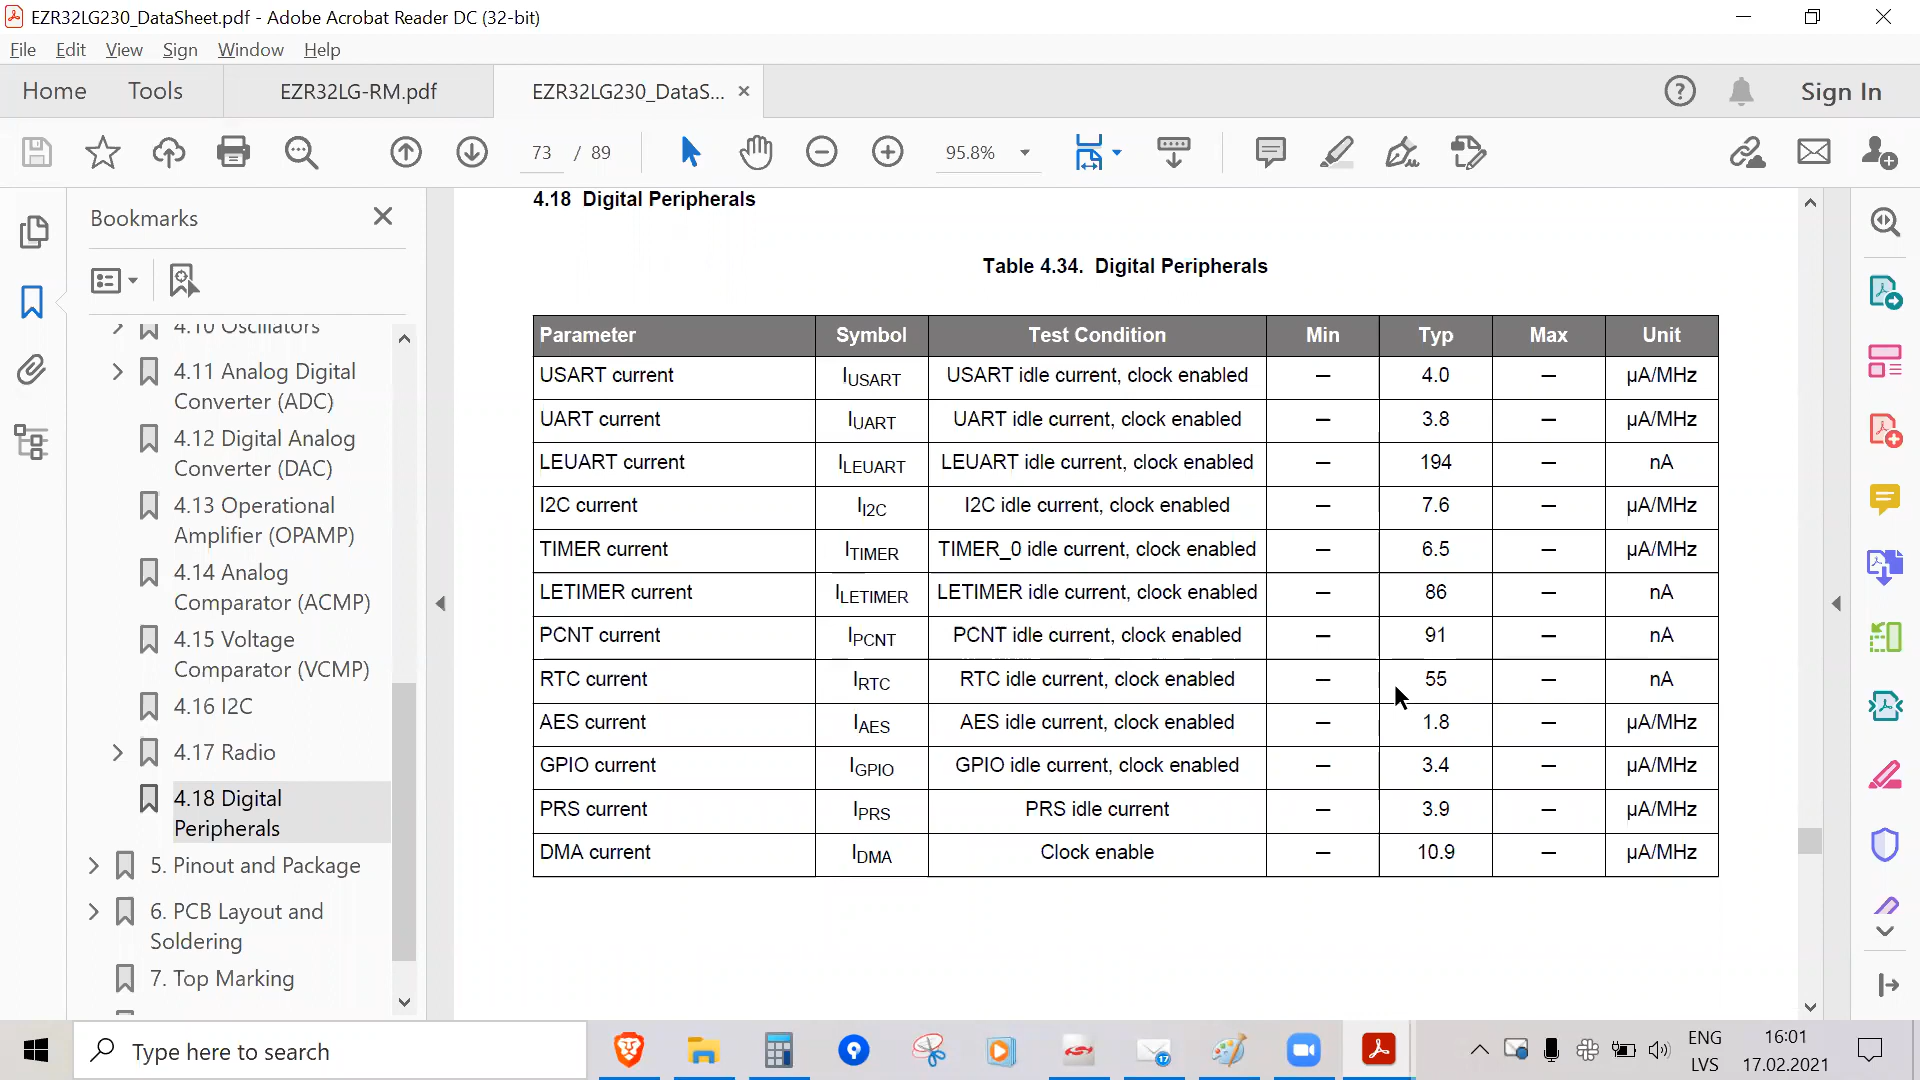 EZR32LG230_DataSheet.pdf - Adobe Acrobat Reader DC (32-bit)
File Edit View Sign Window Help
Home Tools EZR32LG-RM.pdf EZR32LG230_DataS... × Sign In
73 / 89 95.8%
Bookmarks
4.10 Oscillators
4.11 Analog Digital
Converter (ADC)
4.12 Digital Analog
Converter (DAC)
4.13 Operational
Amplifier (OPAMP)
4.14 Analog
Comparator (ACMP)
4.15 Voltage
Comparator (VCMP)
4.16 I2C
4.17 Radio
4.18 Digital
Peripherals
5. Pinout and Package
6. PCB Layout and
Soldering
7. Top Marking
4.18 Digital Peripherals
Table 4.34. Digital Peripherals
Parameter Symbol Test Condition Min Typ Max Unit
USART current IUSART USART idle current, clock enabled — 4.0 — µA/MHz
UART current IUART UART idle current, clock enabled — 3.8 — µA/MHz
LEUART current ILEUART LEUART idle current, clock enabled — 194 — nA
I2C current II2C I2C idle current, clock enabled — 7.6 — µA/MHz
TIMER current ITIMER TIMER_0 idle current, clock enabled — 6.5 — µA/MHz
LETIMER current ILETIMER LETIMER idle current, clock enabled — 86 — nA
PCNT current IPCNT PCNT idle current, clock enabled — 91 — nA
RTC current IRTC RTC idle current, clock enabled — 55 — nA
AES current IAES AES idle current, clock enabled — 1.8 — µA/MHz
GPIO current IGPIO GPIO idle current, clock enabled — 3.4 — µA/MHz
PRS current IPRS PRS idle current — 3.9 — µA/MHz
DMA current IDMA Clock enable — 10.9 — µA/MHz
Type here to search
17
ENG
LVS
16:01
17.02.2021